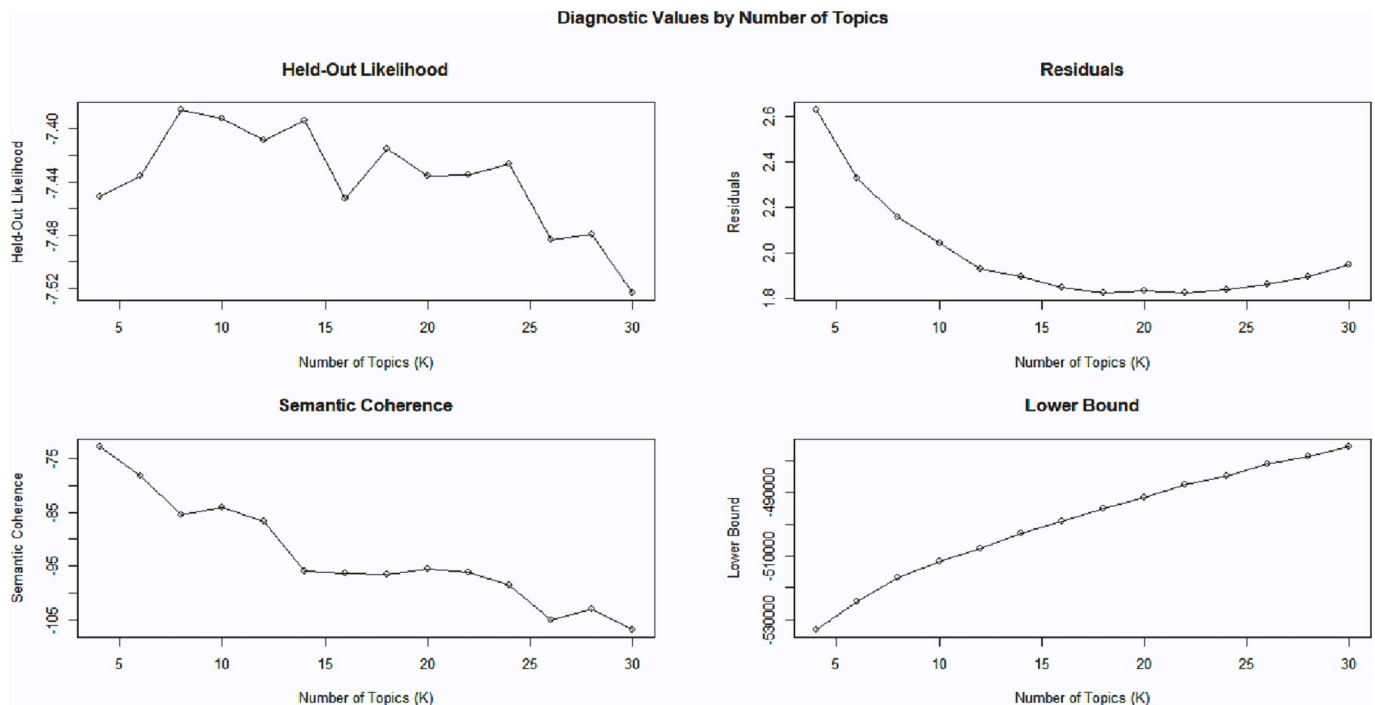 Diagnostic Values by Number of Topics
Held-Out Likelihood
Held-Out Likelihood
-7.40
-7.44
-7.48
-7.52
5 10 15 20 25 30
Number of Topics (K)
Residuals
Residuals
2.6
2.4
2.2
2.0
1.8
5 10 15 20 25 30
Number of Topics (K)
Semantic Coherence
Semantic Coherence
-75
-85
-95
-105
5 10 15 20 25 30
Number of Topics (K)
Lower Bound
Lower Bound
-490000
-510000
-530000
5 10 15 20 25 30
Number of Topics (K)